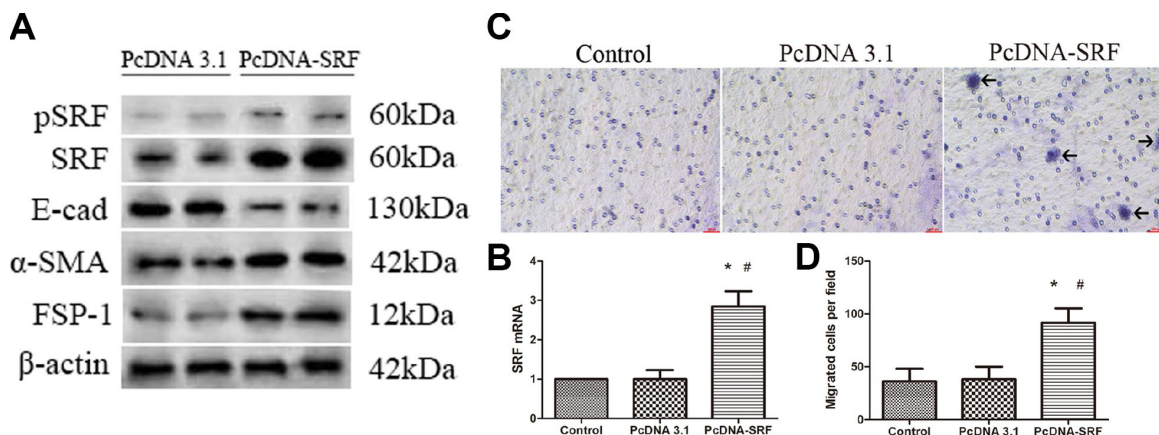 A
PcDNA 3.1 PcDNA-SRF
pSRF 60kDa
SRF 60kDa
E-cad 130kDa
α-SMA 42kDa
FSP-1 12kDa
β-actin 42kDa
C
Control PcDNA 3.1 PcDNA-SRF
B
SRF mRNA
4
3
2
1
0
* #
Control PcDNA 3.1 PcDNA-SRF
D
Migrated cells per field
150
100
50
0
* #
Control PcDNA 3.1 PcDNA-SRF